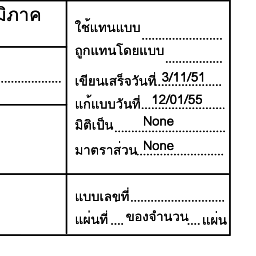 มิภาค
ใช้แทนแบบ
ถูกแทนโดยแบบ
เขียนเสร็จวันที่ 3/11/51
แก้แบบวันที่ 12/01/55
มิติเป็น None
มาตราส่วน None
แบบเลขที่
แผ่นที่ .... ของจำนวน .... แผ่น